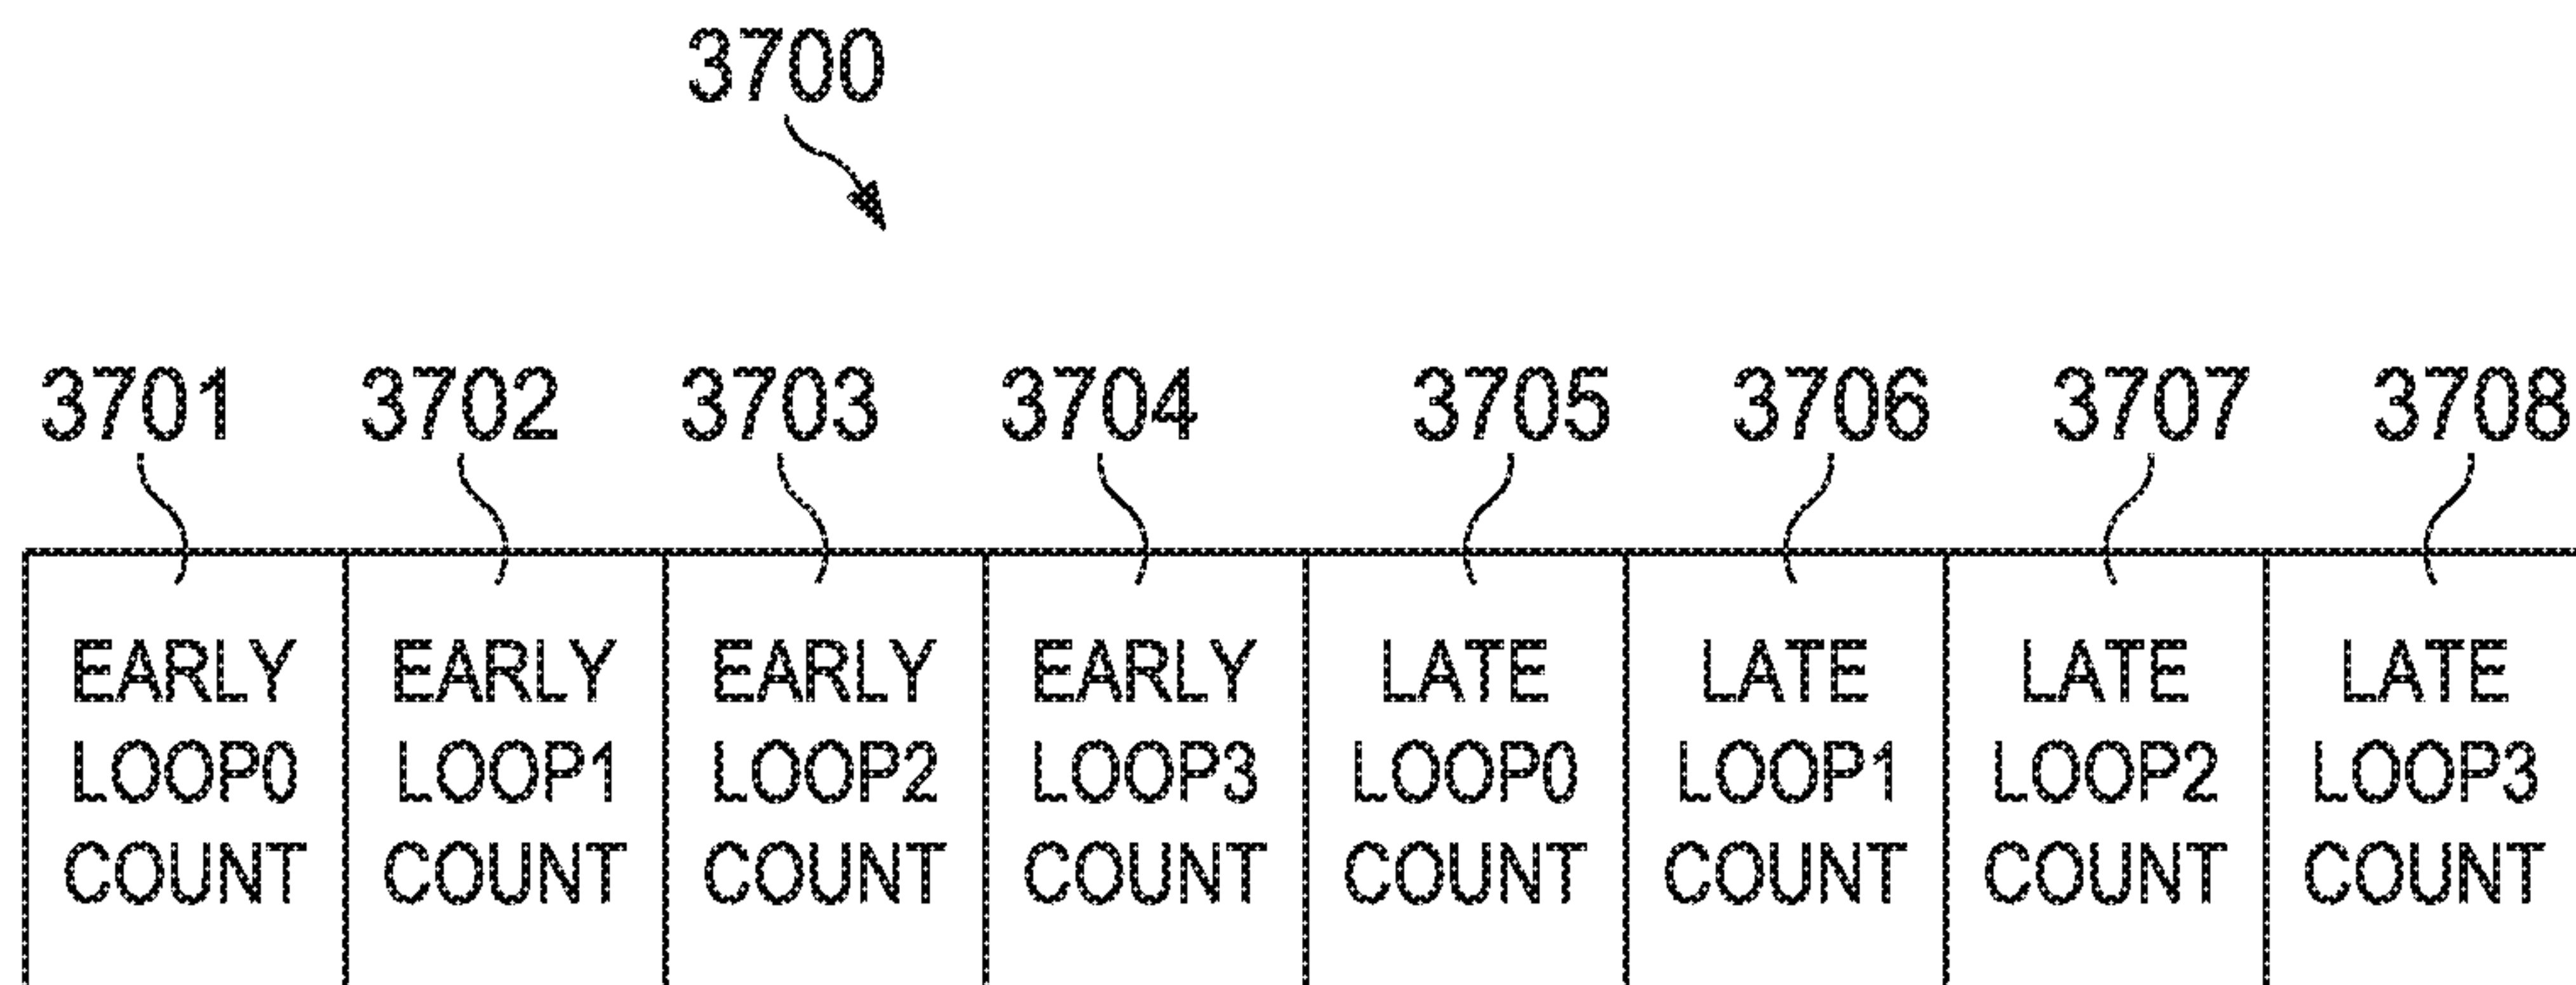 3700
3701 3702 3703 3704 3705 3706 3707 3708
EARLY EARLY EARLY EARLY LATE LATE LATE LATE
LOOP0 LOOP1 LOOP2 LOOP3 LOOP0 LOOP1 LOOP2 LOOP3
COUNT COUNT COUNT COUNT COUNT COUNT COUNT COUNT